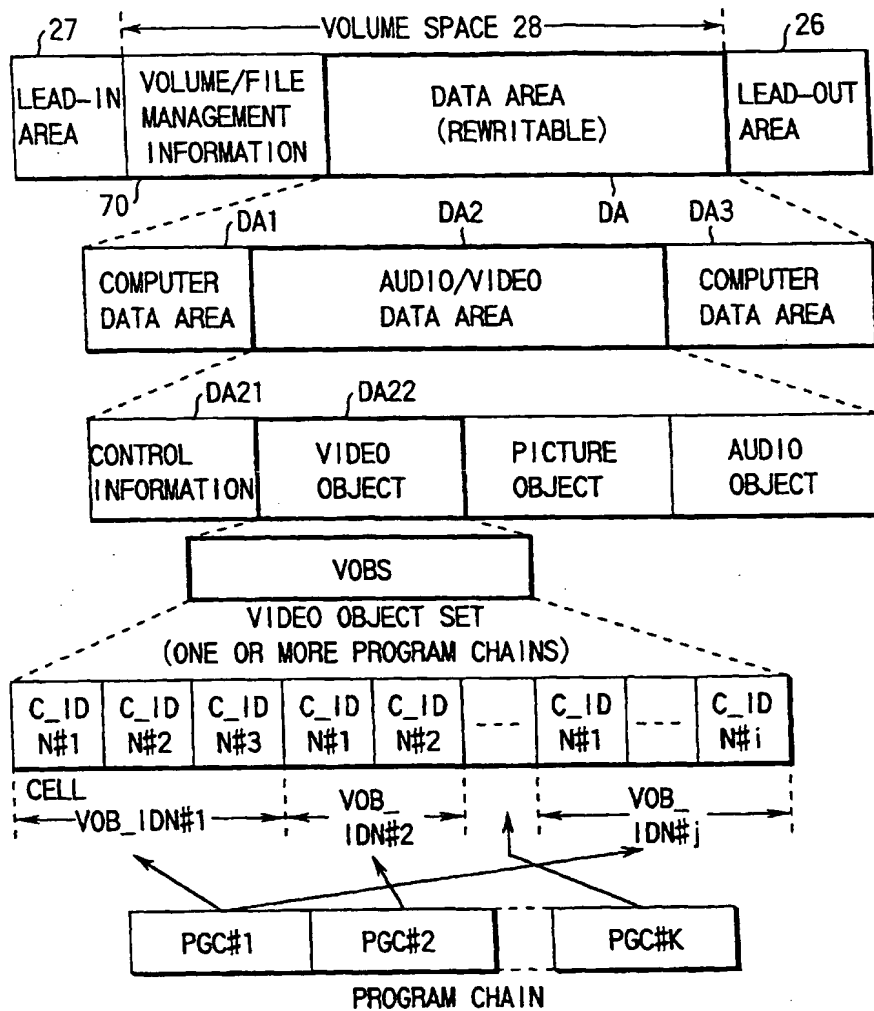 27
VOLUME SPACE 28
26
LEAD-IN
AREA
VOLUME/FILE
MANAGEMENT
INFORMATION
DATA AREA
(REWRITABLE)
LEAD-OUT
AREA
70
DA1
DA2
DA
DA3
COMPUTER
DATA AREA
AUDIO/VIDEO
DATA AREA
COMPUTER
DATA AREA
DA21
DA22
CONTROL
INFORMATION
VIDEO
OBJECT
PICTURE
OBJECT
AUDIO
OBJECT
VOBS
VIDEO OBJECT SET
(ONE OR MORE PROGRAM CHAINS)
C_ID
N#1
C_ID
N#2
C_ID
N#3
C_ID
N#1
C_ID
N#2
C_ID
N#1
C_ID
N#i
CELL
VOB_IDN#1
VOB_
IDN#2
VOB_
IDN#j
PGC#1
PGC#2
PGC#K
PROGRAM CHAIN